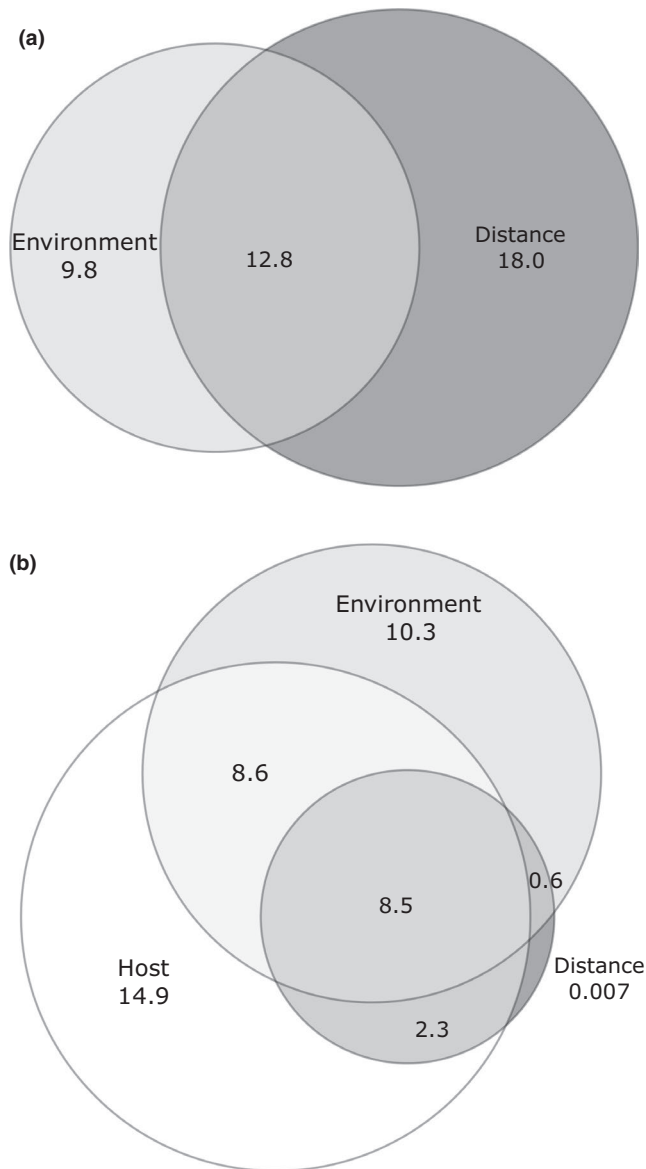 (a)
Environment
9.8
12.8
Distance
18.0
(b)
Environment
10.3
8.6
0.6
8.5
Host
14.9
Distance
0.007
2.3